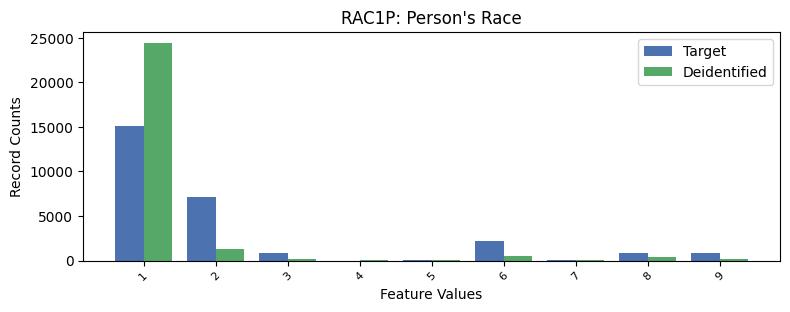 RAC1P: Person's Race
Record Counts
25000
20000
15000
10000
5000
0
Target
Deidentified
1 2 3 4 5 6 7 8 9
Feature Values